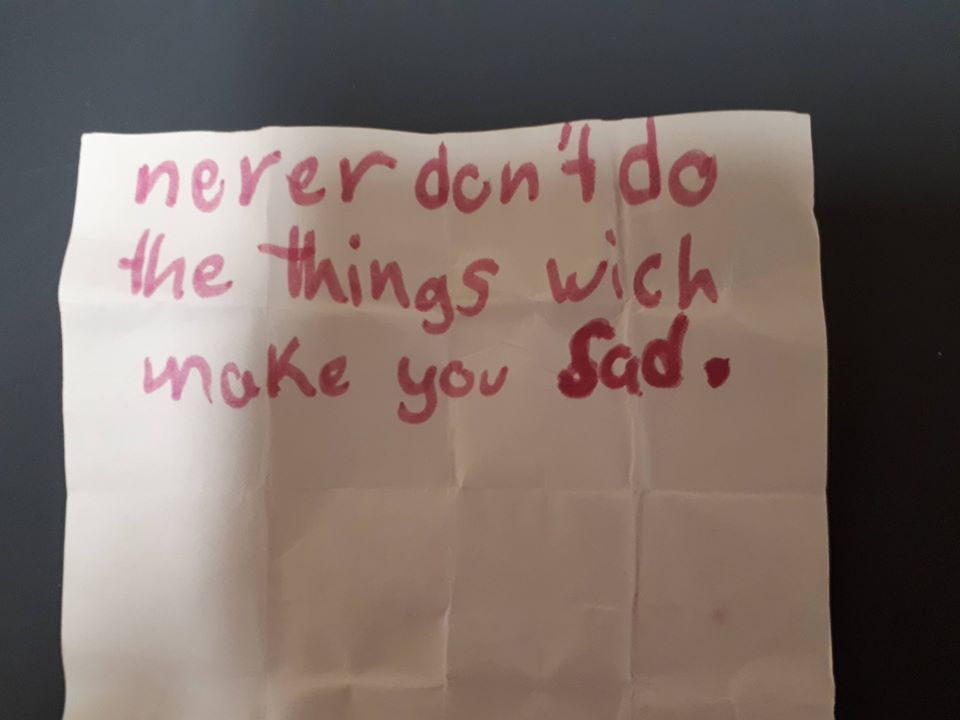 never don't do
the things wich
make you Sad.